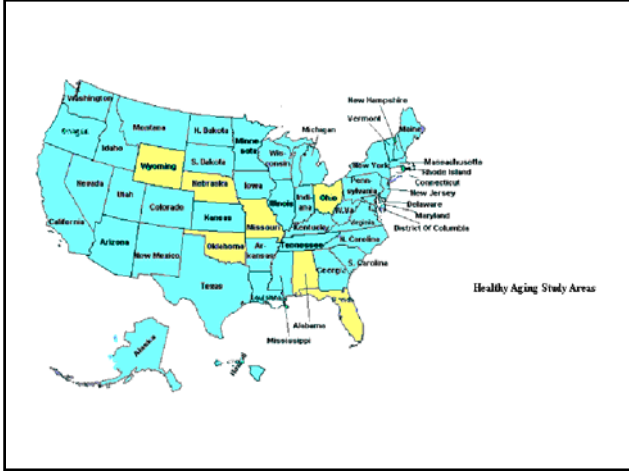 New Hampshire
Vermont
Washington
Michigan
Maine
Oregon
Montana
N. Dakota
Minne
sota
Idaho
Wis-
consin
New York
Massachusetts
Rhode Island
Connecticut
New Jersey
Delaware
Maryland
District Of Columbia
Wyoming
S. Dakota
Nebraska
Iowa
Penn-
sylvania
Nevada
Utah
Colorado
Kansas
Illinois
Indi-
ana
Ohio
W.Va
Virginia
California
Missouri
Kentucky
Arizona
New Mexico
Oklahoma
Ar-
kansas
Tennessee
N. Carolina
S. Carolina
Texas
Georgia
Healthy Aging Study Areas
Louisiana
Florida
Alabama
Mississippi
Alaska
Hawaii